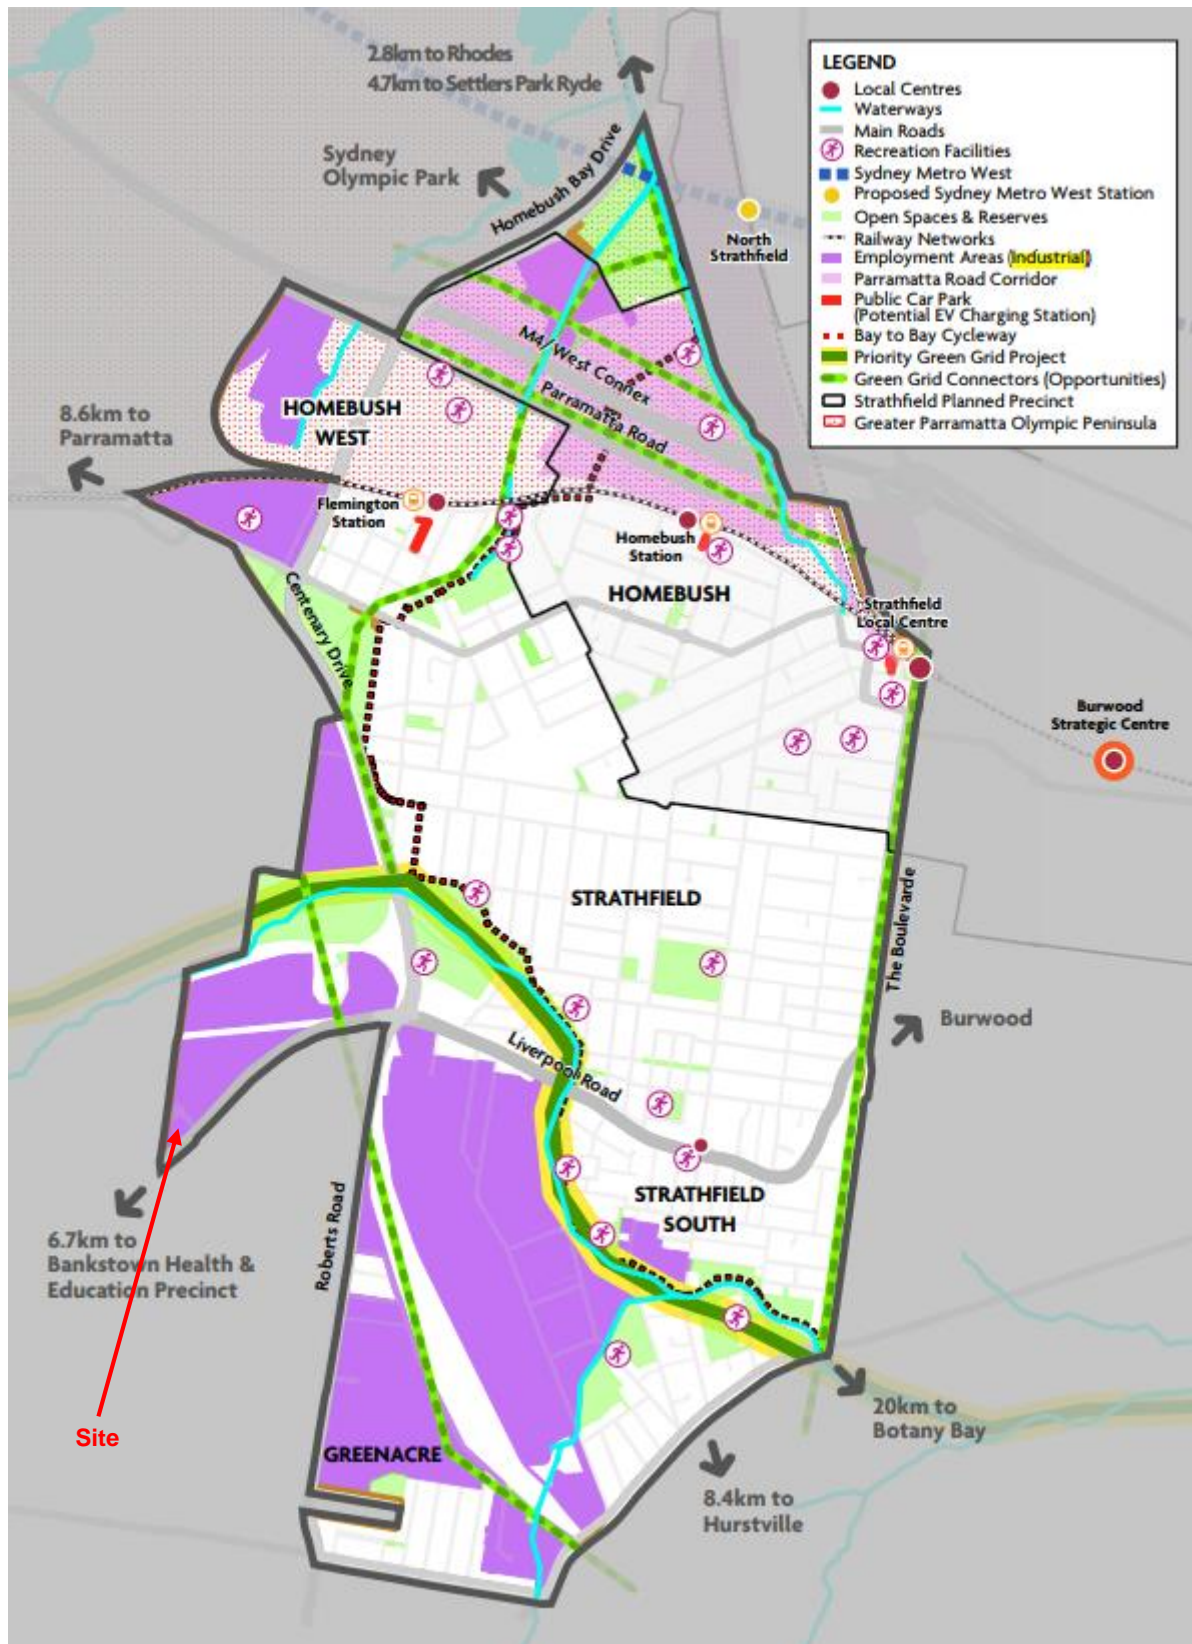 2.8km to Rhodes
4.7km to Settlers Park Ryde
Sydney
Olympic Park
Homebush Bay Drive
North
Strathfield
LEGEND
Local Centres
Waterways
Main Roads
Recreation Facilities
Sydney Metro West
Proposed Sydney Metro West Station
Open Spaces & Reserves
Railway Networks
Employment Areas (Industrial)
Parramatta Road Corridor
Public Car Park
(Potential EV Charging Station)
Bay to Bay Cycleway
Priority Green Grid Project
Green Grid Connectors (Opportunities)
Strathfield Planned Precinct
Greater Parramatta Olympic Peninsula
M4/West Connex
Parramatta Road
HOMEBUSH
WEST
8.6km to
Parramatta
Flemington
Station
Homebush
Station
HOMEBUSH
Centenary Drive
Strathfield
Local Centre
Burwood
Strategic Centre
STRATHFIELD
The Boulevarde
Burwood
Liverpool Road
STRATHFIELD
SOUTH
6.7km to
Bankstown Health &
Education Precinct
Roberts Road
Site
GREENACRE
20km to
Botany Bay
8.4km to
Hurstville